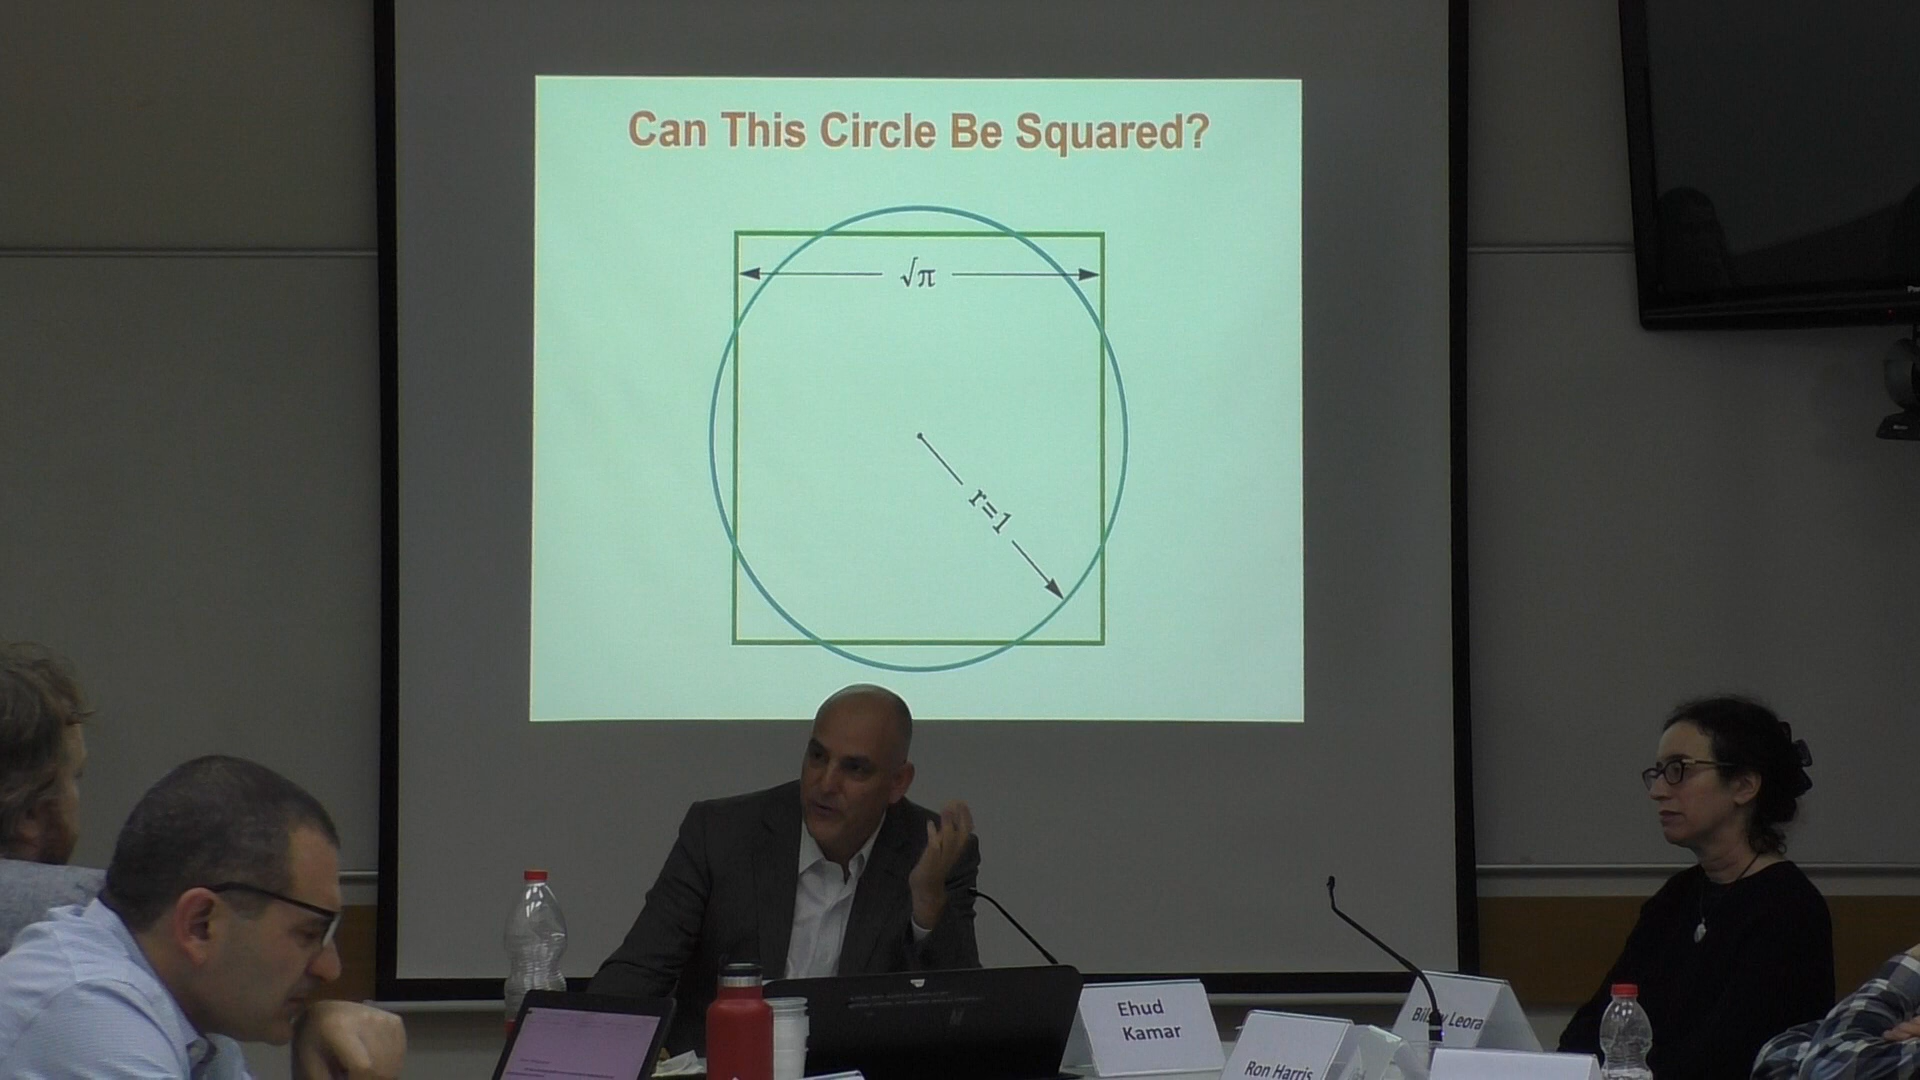 Can This Circle Be Squared?
√π
r=1
Ehud
Kamar
Leora
Ron Harris